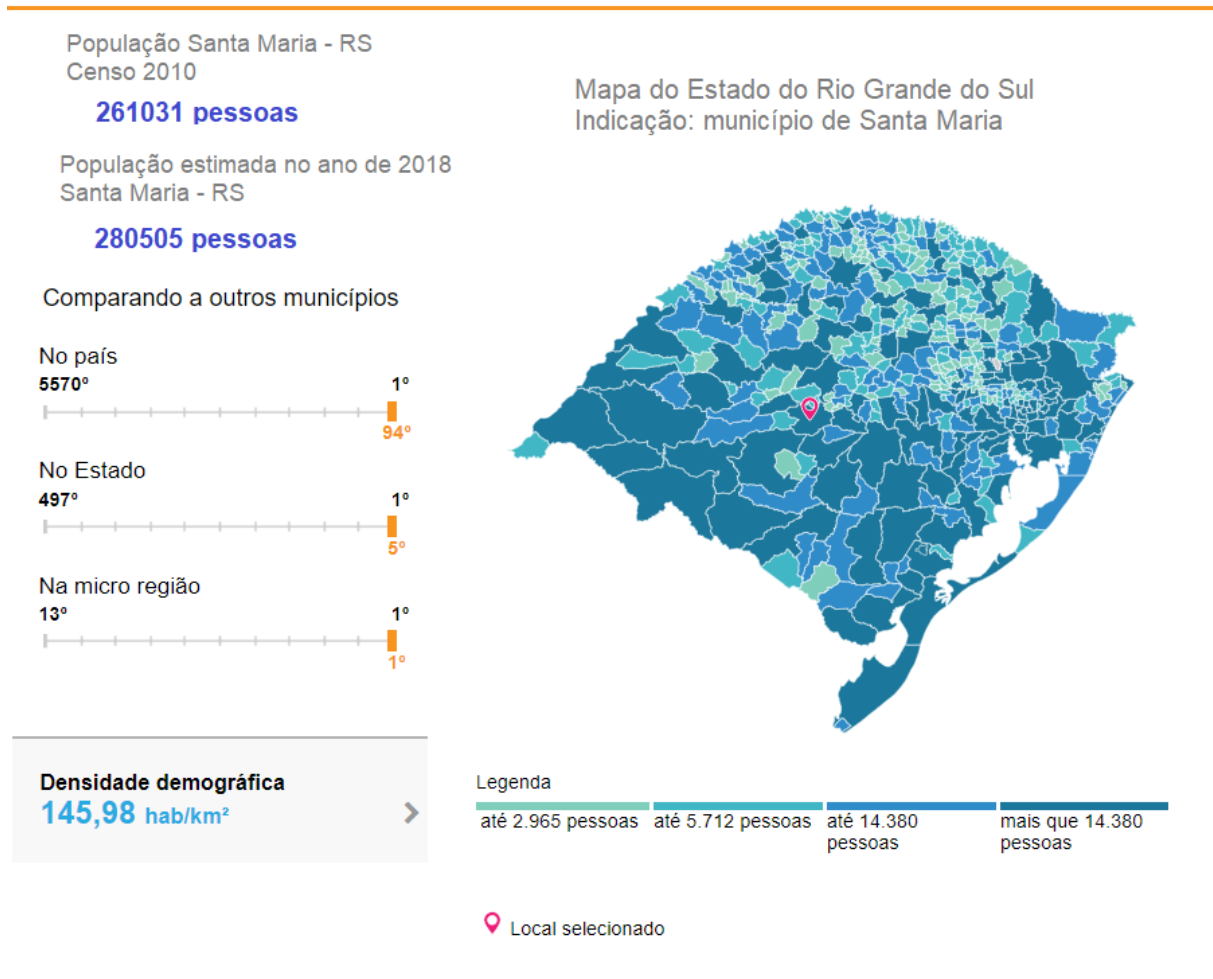 População Santa Maria - RS
Censo 2010
261031 pessoas
População estimada no ano de 2018
Santa Maria - RS
280505 pessoas
Comparando a outros municípios
No país
5570º 1º
94º
No Estado
497º 1º
5º
Na micro região
13º 1º
1º
Densidade demográfica
145,98 hab/km²
Mapa do Estado do Rio Grande do Sul
Indicação: município de Santa Maria
Legenda
até 2.965 pessoas até 5.712 pessoas até 14.380 mais que 14.380
pessoas pessoas
Local selecionado